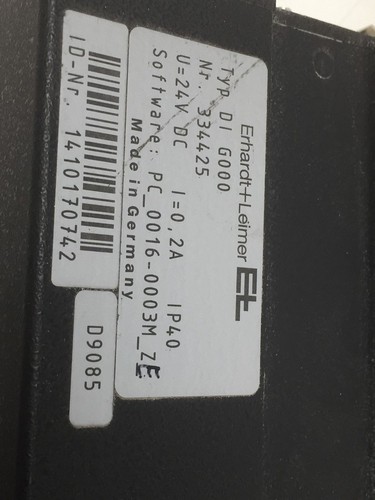 Erhardt+Leimer EL
Typ DI G000
Nr. 334425
U=24V DC I=0,2A IP40
Software: PC_0016-0003M_ZE
Made in Germany
ID-Nr. 1410170742
D9085